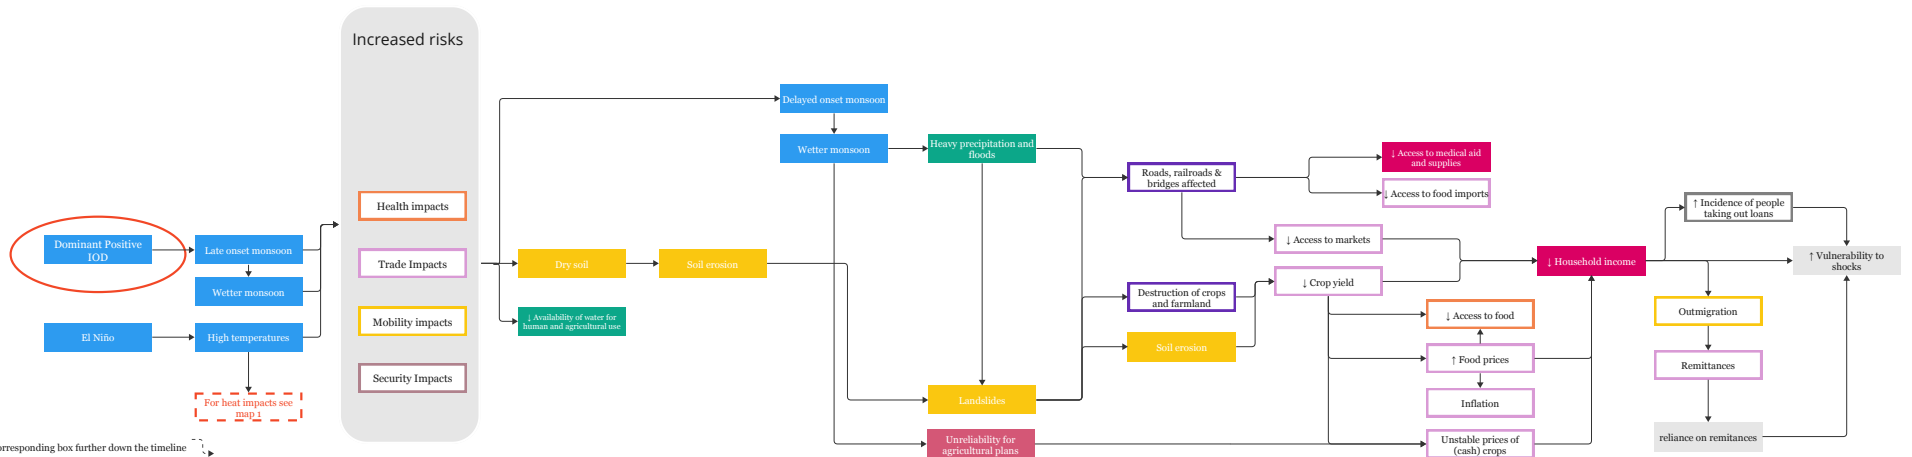 Increased risks
Health impacts
Trade Impacts
Mobility impacts
Security Impacts
Dominant Positive
IOD
Late onset monsoon
Wetter monsoon
El Niño
High temperatures
For heat impacts see
map 1
orresponding box further down the timeline
Delayed onset monsoon
Wetter monsoon
Heavy precipitation and
floods
Dry soil
Soil erosion
↓ Availability of water for
human and agricultural use
Landslides
Unreliability for
agricultural plans
Roads, railroads &
bridges affected
↓ Access to medical aid
and supplies
↓ Access to food imports
↓ Access to markets
Destruction of crops
and farmland
↓ Crop yield
Soil erosion
↓ Access to food
↑ Food prices
Inflation
Unstable prices of
(cash) crops
↓ Household income
↑ Incidence of people
taking out loans
↑ Vulnerability to
shocks
Outmigration
Remittances
reliance on remitances